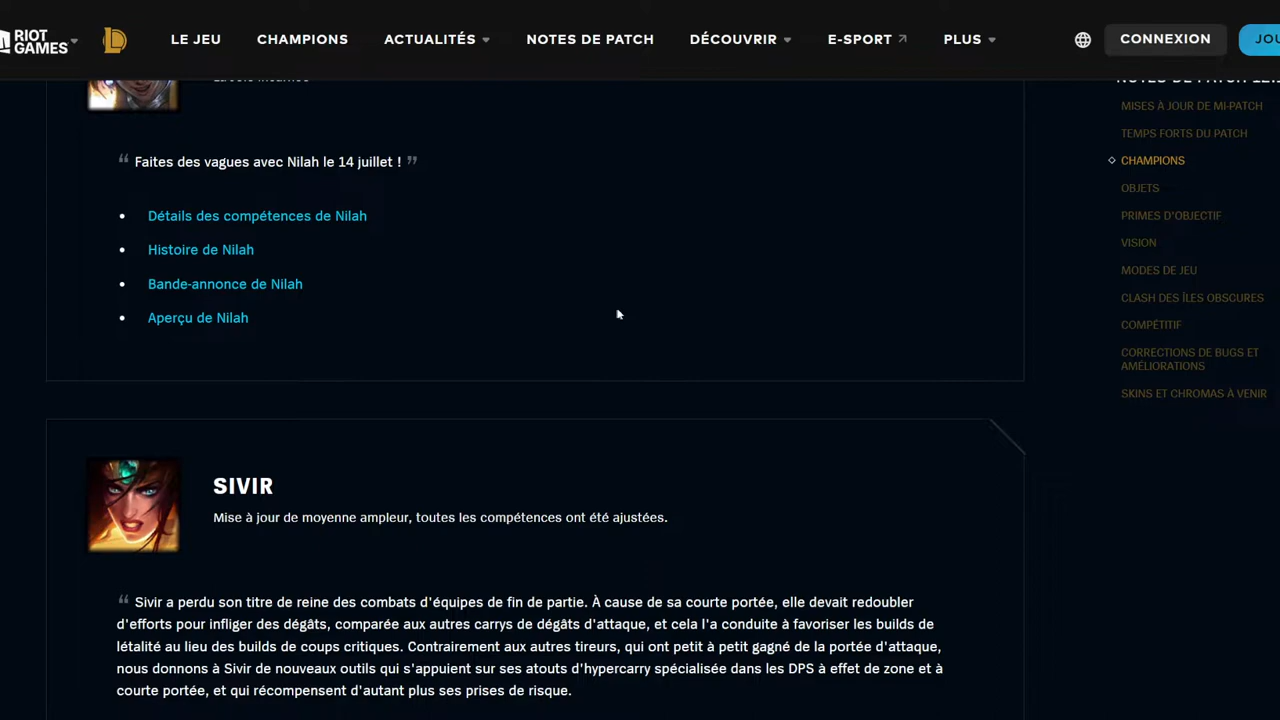 RIOT
GAMES
LE JEU
CHAMPIONS
ACTUALITÉS
NOTES DE PATCH
DÉCOUVRIR
E-SPORT
PLUS
CONNEXION
JOU
NOTES DE PATCH 12.1
MISES À JOUR DE MI-PATCH
TEMPS FORTS DU PATCH
CHAMPIONS
OBJETS
PRIMES D'OBJECTIF
VISION
MODES DE JEU
CLASH DES ÎLES OBSCURES
COMPÉTITIF
CORRECTIONS DE BUGS ET
AMÉLIORATIONS
SKINS ET CHROMAS À VENIR
La Joie incarnée
“ Faites des vagues avec Nilah le 14 juillet ! ”
• Détails des compétences de Nilah
• Histoire de Nilah
• Bande-annonce de Nilah
• Aperçu de Nilah
SIVIR
Mise à jour de moyenne ampleur, toutes les compétences ont été ajustées.
“ Sivir a perdu son titre de reine des combats d'équipes de fin de partie. À cause de sa courte portée, elle devait redoubler
d'efforts pour infliger des dégâts, comparée aux autres carrys de dégâts d'attaque, et cela l'a conduite à favoriser les builds de
létalité au lieu des builds de coups critiques. Contrairement aux autres tireurs, qui ont petit à petit gagné de la portée d'attaque,
nous donnons à Sivir de nouveaux outils qui s'appuient sur ses atouts d'hypercarry spécialisée dans les DPS à effet de zone et à
courte portée, et qui récompensent d'autant plus ses prises de risque.